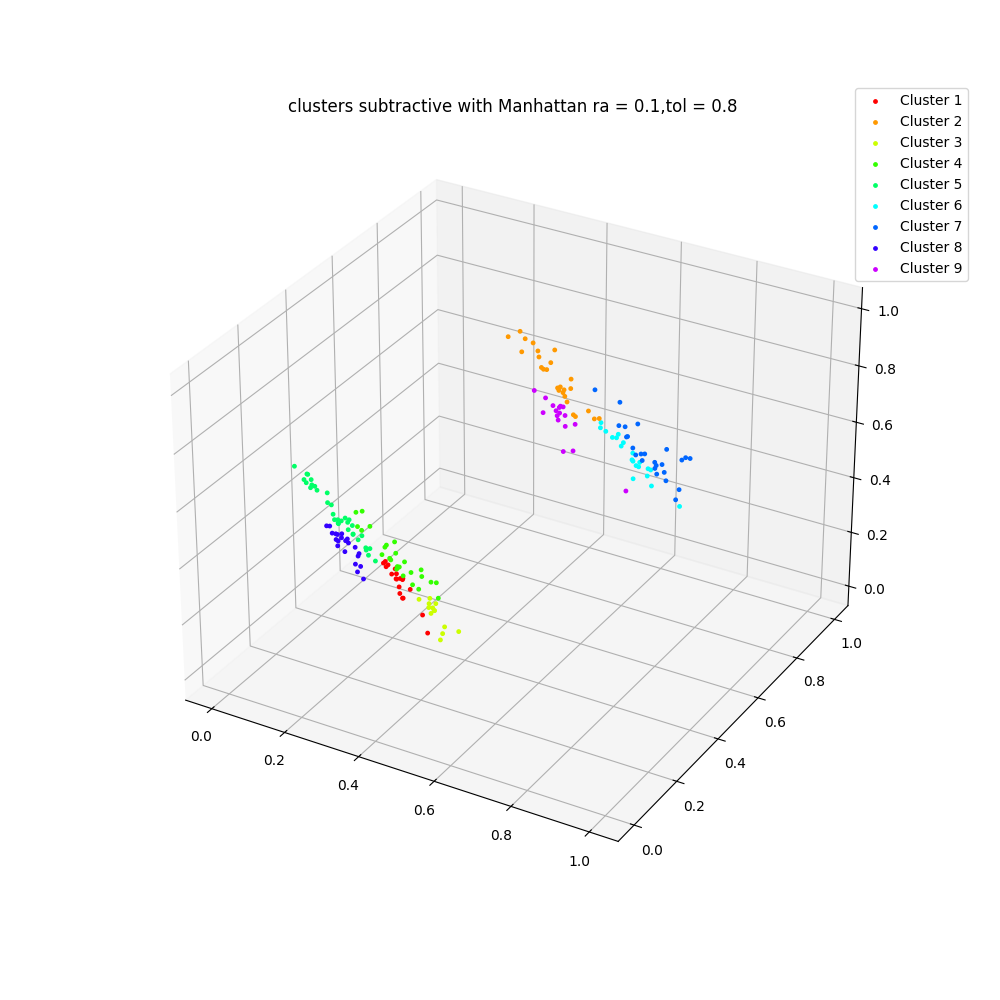 clusters subtractive with Manhattan ra = 0.1,tol = 0.8
Cluster 1
Cluster 2
Cluster 3
Cluster 4
Cluster 5
Cluster 6
Cluster 7
Cluster 8
Cluster 9
1.0
0.8
0.6
0.4
0.2
0.0
1.0
0.8
0.6
0.4
0.2
0.0
0.0
0.2
0.4
0.6
0.8
1.0